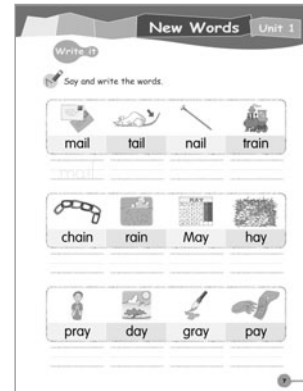 New Words Unit 1
Write it
Say and write the words.
mail tail nail train
mail
chain rain May hay
pray day gray pay